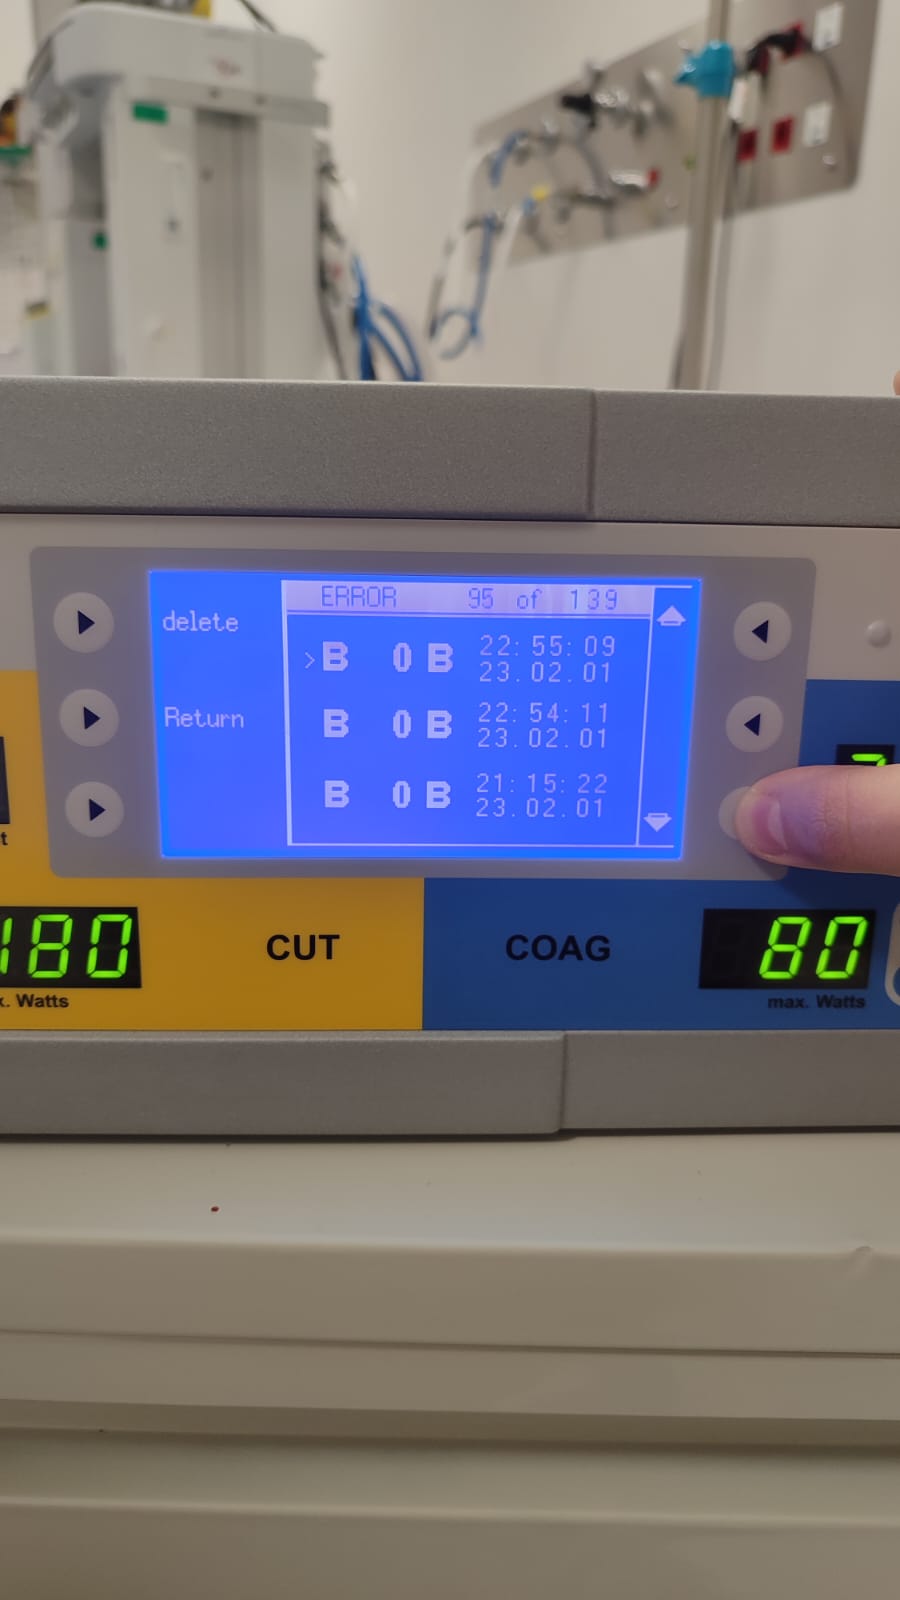 ERROR 95 of 139
delete
>B 0 B 22:55:09
23.02.01
Return
B 0 B 22:54:11
23.02.01
B 0 B 21:15:22
23.02.01
180
CUT
COAG
80
max. Watts